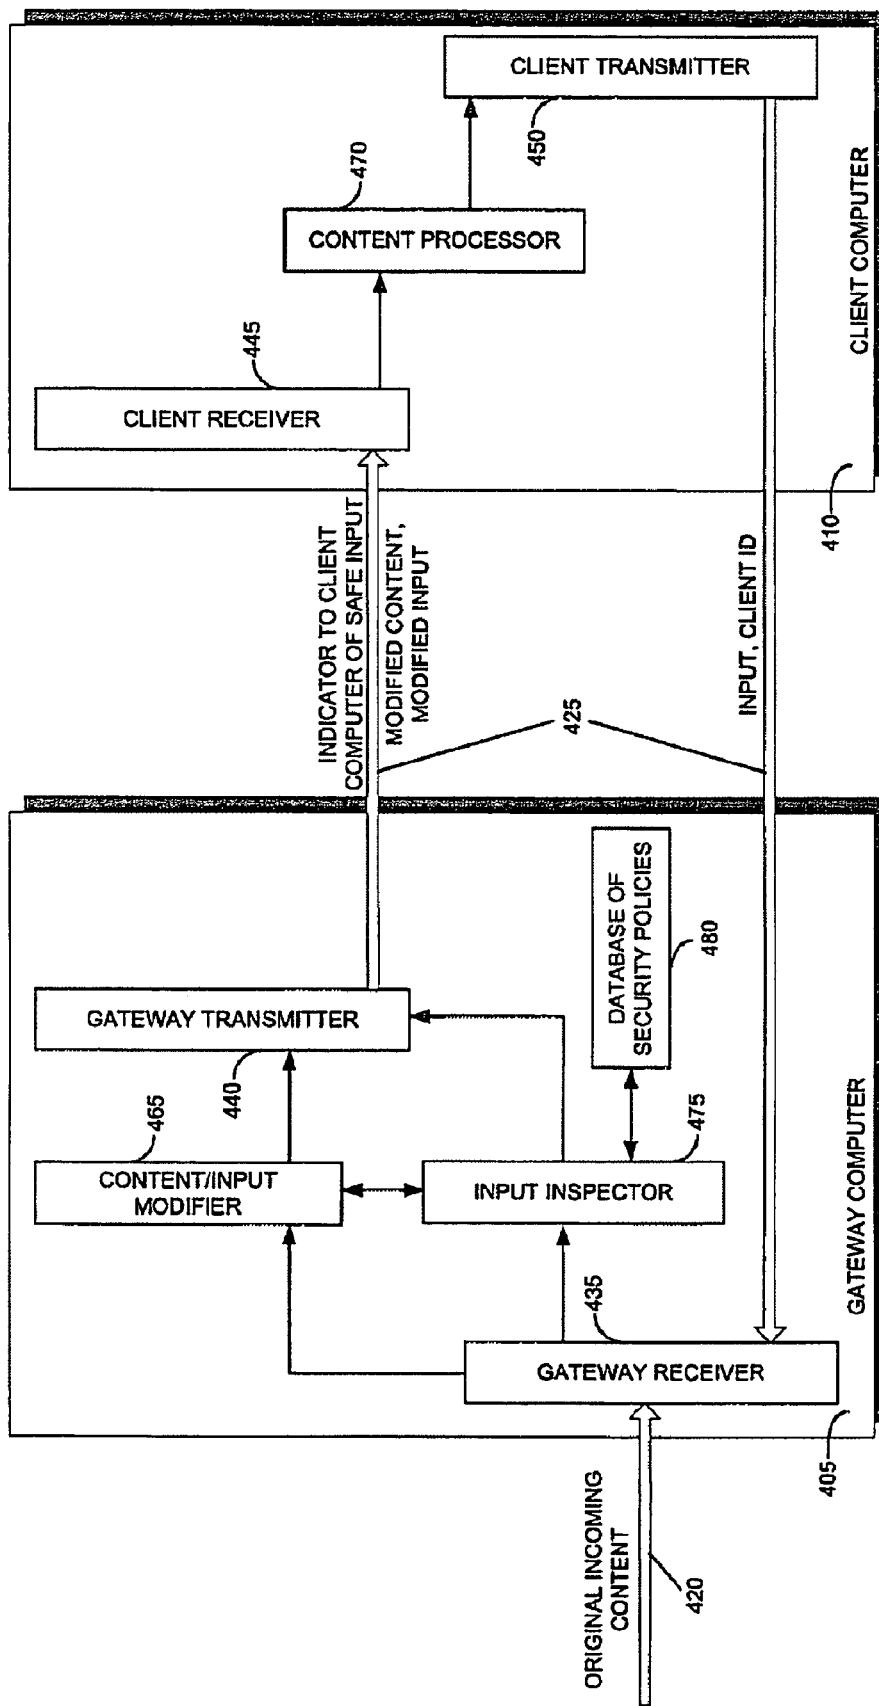 ORIGINAL INCOMING
CONTENT
420
405
GATEWAY COMPUTER
GATEWAY RECEIVER
435
CONTENT/INPUT
MODIFIER
465
INPUT INSPECTOR
475
GATEWAY TRANSMITTER
440
DATABASE OF
SECURITY POLICIES
480
INDICATOR TO CLIENT
COMPUTER OF SAFE INPUT
MODIFIED CONTENT,
MODIFIED INPUT
425
INPUT, CLIENT ID
410
CLIENT COMPUTER
CLIENT RECEIVER
445
CONTENT PROCESSOR
470
CLIENT TRANSMITTER
450